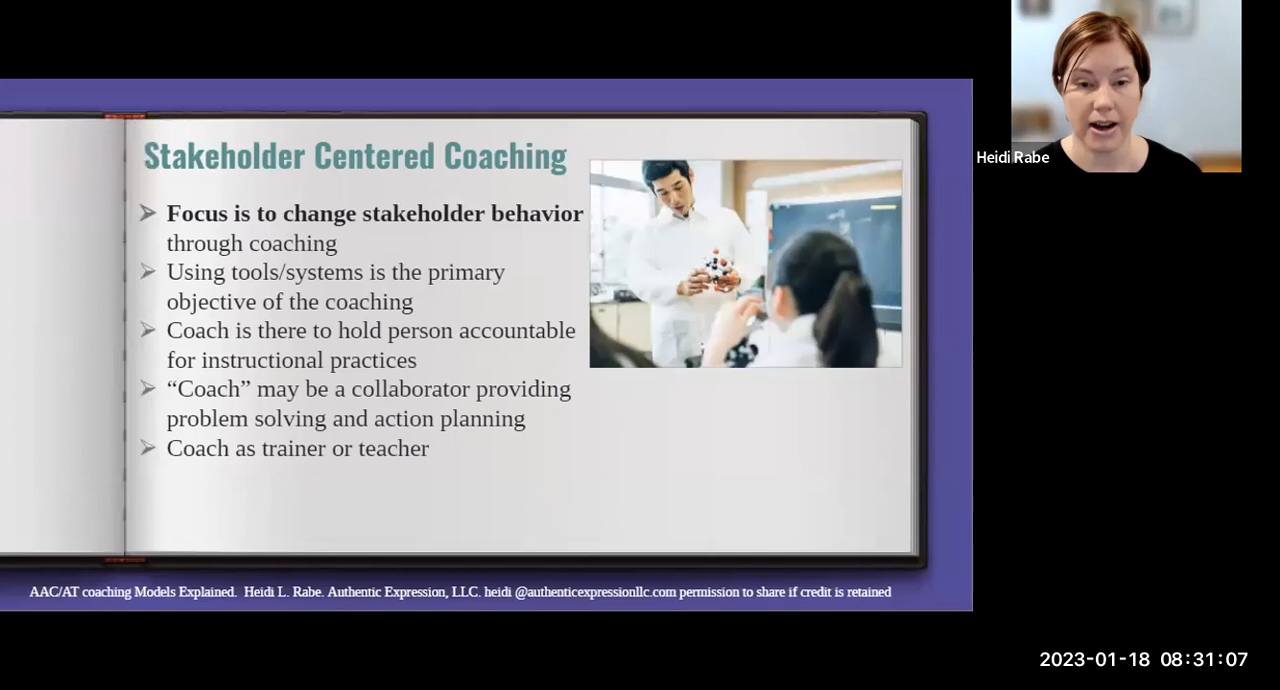 Stakeholder Centered Coaching
➢ Focus is to change stakeholder behavior
through coaching
➢ Using tools/systems is the primary
objective of the coaching
➢ Coach is there to hold person accountable
for instructional practices
➢ “Coach” may be a collaborator providing
problem solving and action planning
➢ Coach as trainer or teacher
AAC/AT coaching Models Explained. Heidi L. Rabe. Authentic Expression, LLC. heidi @authenticexpressionllc.com permission to share if credit is retained
Heidi Rabe
2023-01-18 08:31:07